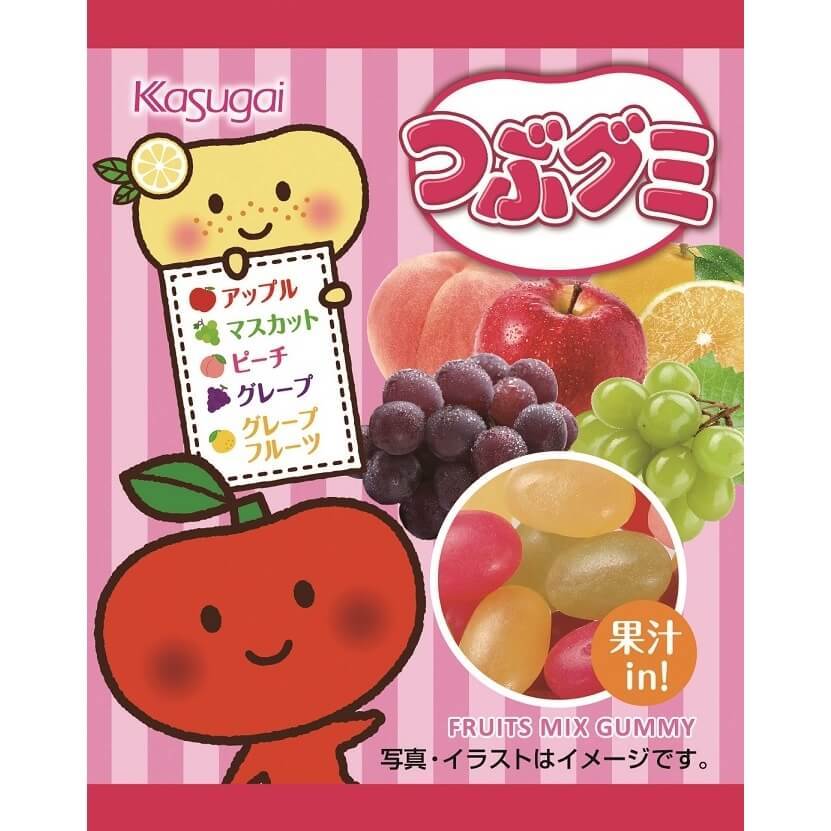 Kasugai
つぶグミ
アップル
マスカット
ピーチ
グレープ
グレープ
フルーツ
果汁
in!
FRUITS MIX GUMMY
写真・イラストはイメージです。